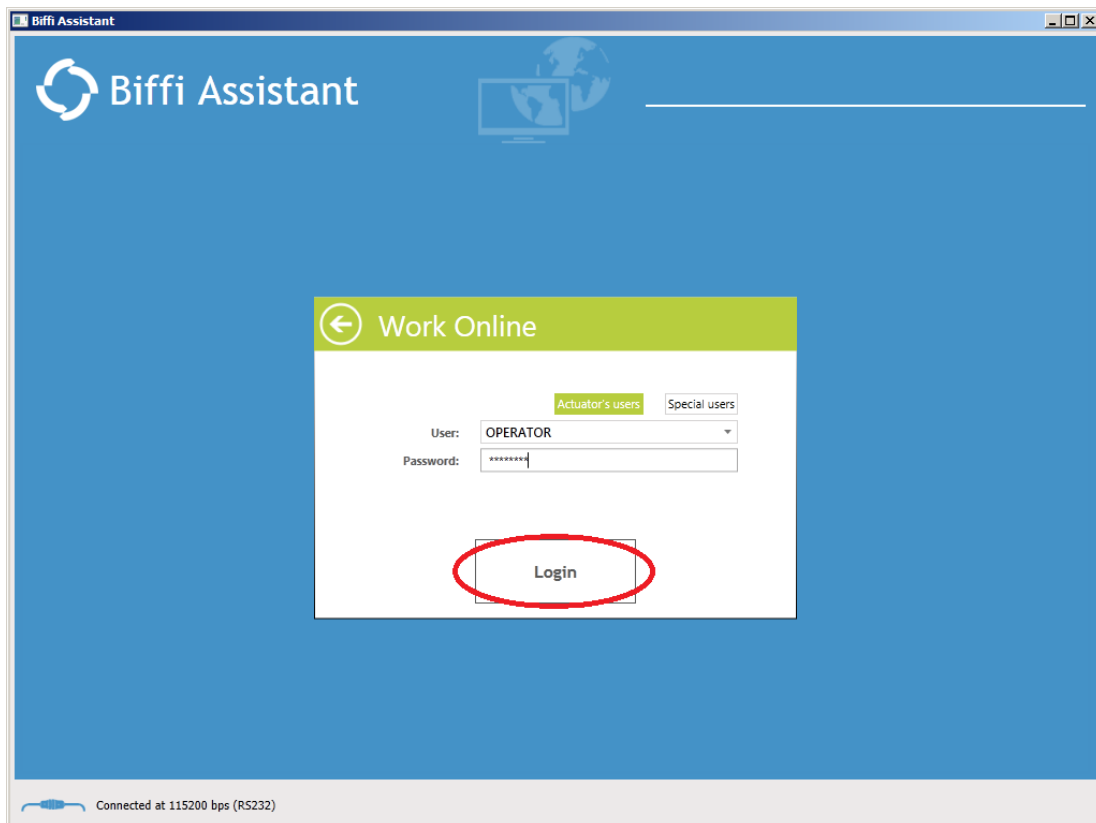 Biffi Assistant
Biffi Assistant
Work Online
Actuator's users Special users
User: OPERATOR
Password: ********
Login
Connected at 115200 bps (RS232)